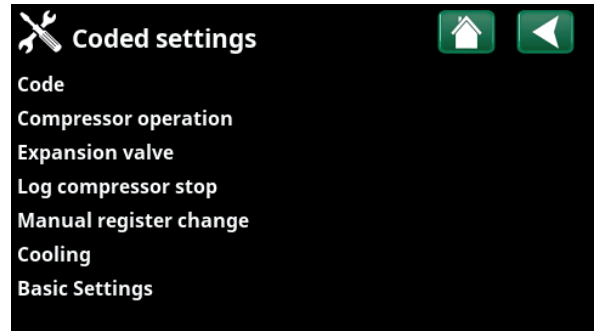 Coded settings
Code
Compressor operation
Expansion valve
Log compressor stop
Manual register change
Cooling
Basic Settings